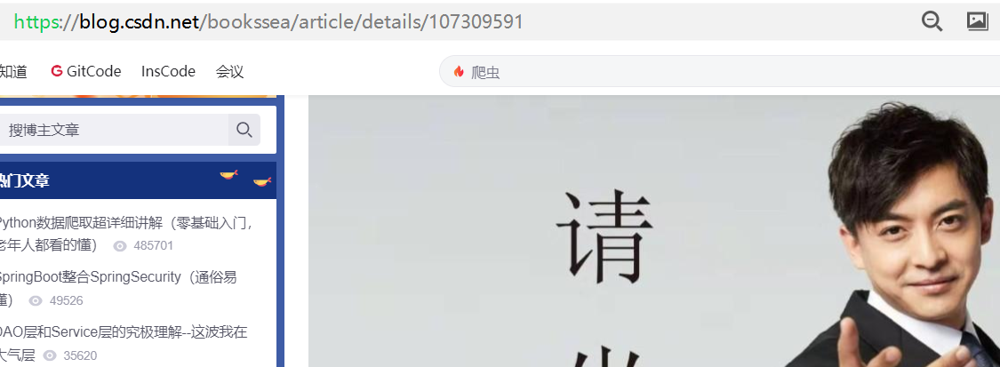 https://blog.csdn.net/bookssea/article/details/107309591
知道 GitCode InsCode 会议
爬虫
搜博主文章
热门文章
Python数据爬取超详细讲解（零基础入门，
老年人都看的懂） 485701
SpringBoot整合SpringSecurity（通俗易
懂） 49526
DAO层和Service层的究极理解--这波我在
大气层 35620
请